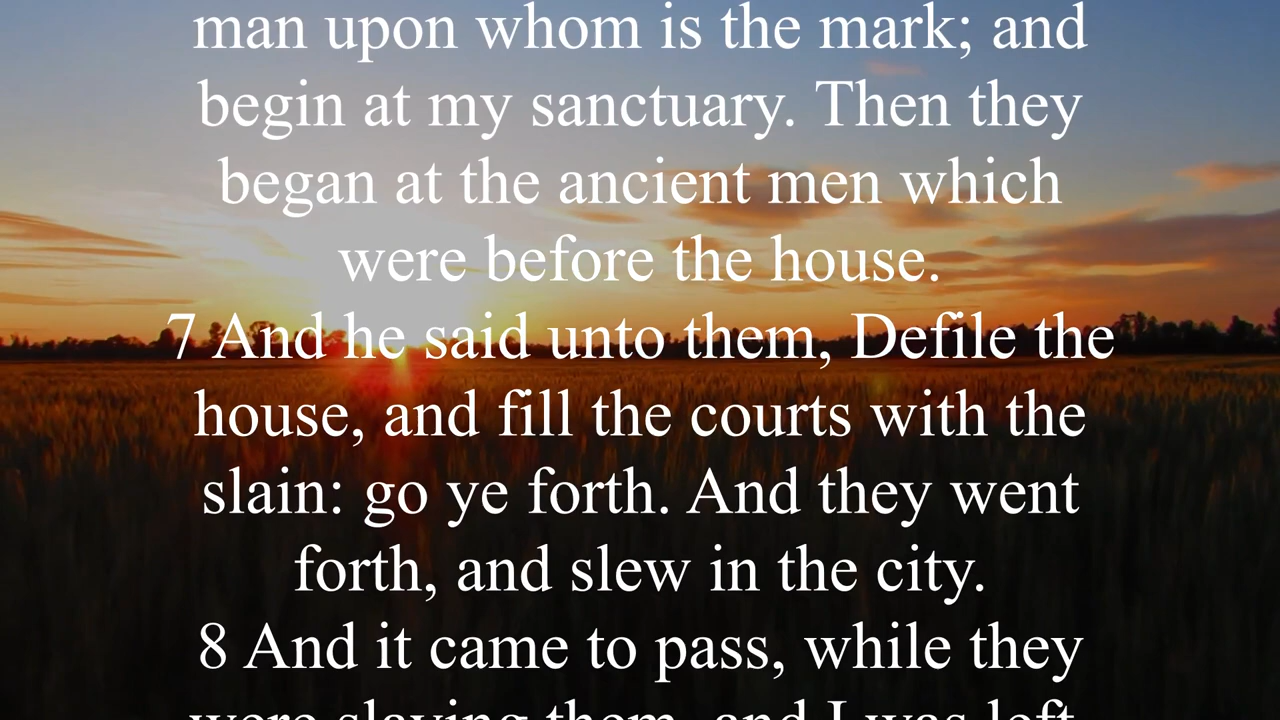 man upon whom is the mark; and
begin at my sanctuary. Then they
began at the ancient men which
were before the house.
7 And he said unto them, Defile the
house, and fill the courts with the
slain: go ye forth. And they went
forth, and slew in the city.
8 And it came to pass, while they
were slaying them, and I was left,